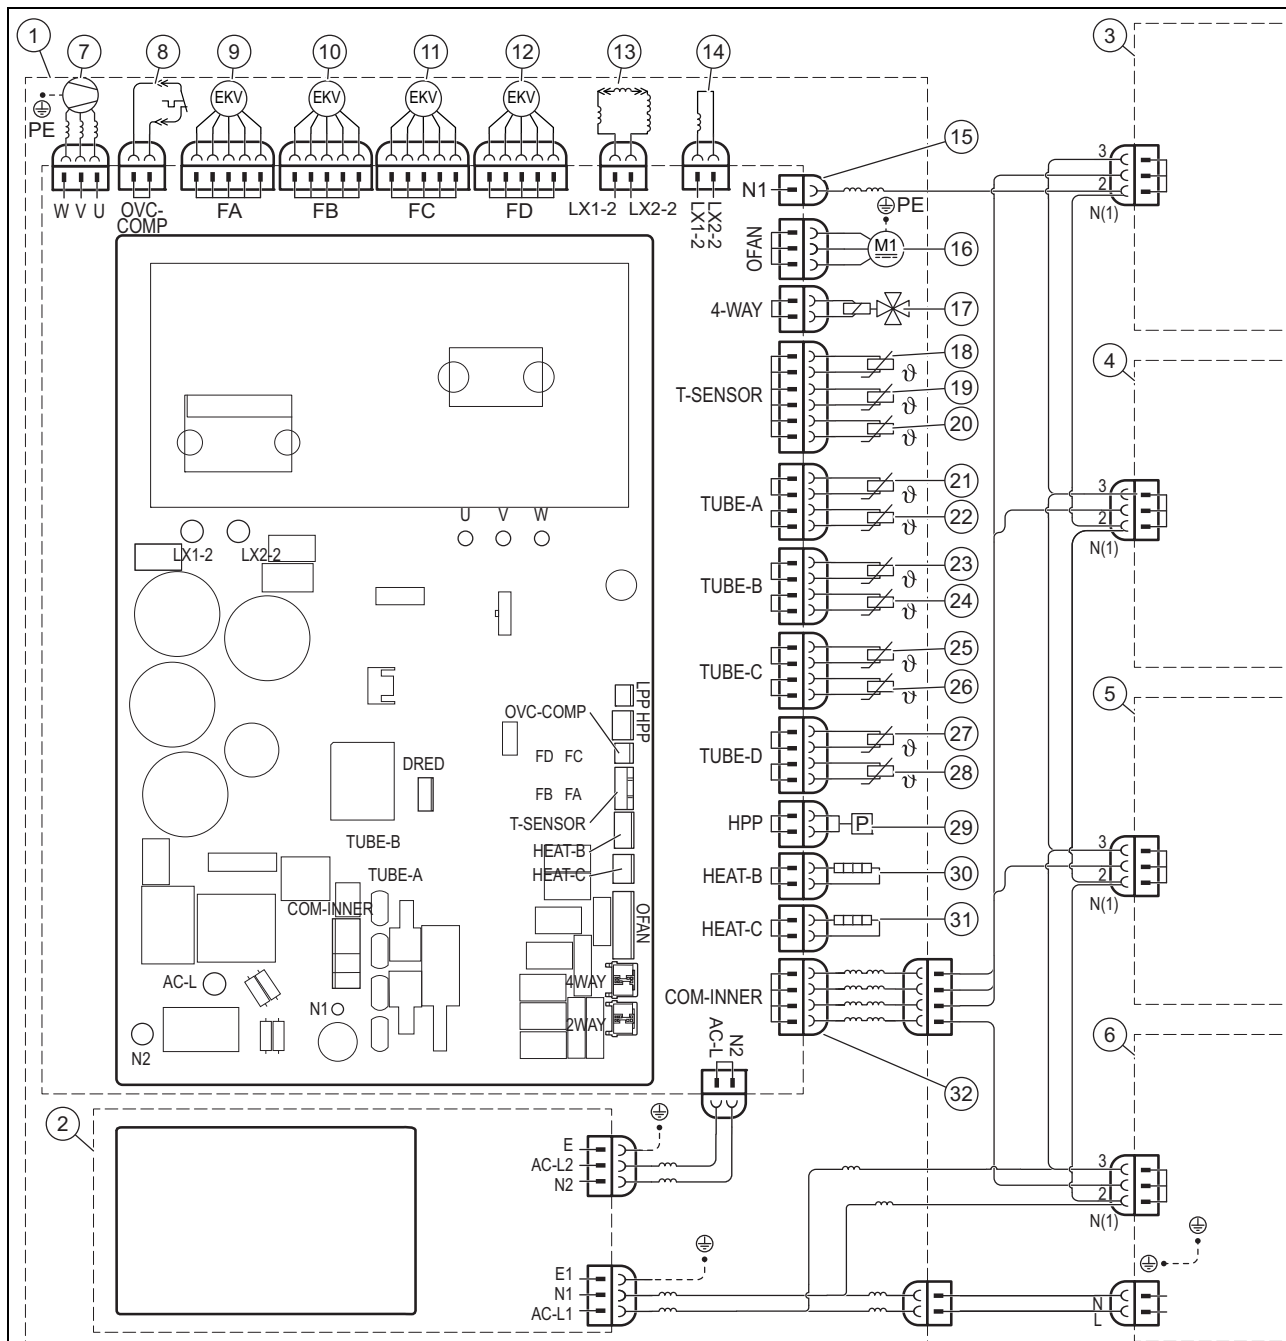 1 7 8 9 10 11 12 13 14 3
EKV EKV EKV EKV
PE
W V U OVC-COMP FA FB FC FD LX1-2 LX2-2 LX1-2 LX2-2
N1 15
3
2
N(1)
PE
OFAN M1 16
4-WAY 17
T-SENSOR
18 ϑ
19 ϑ
20 ϑ
4
TUBE-A
21 ϑ
22 ϑ
3
2
N(1)
U V W
LX1-2 LX2-2
TUBE-B
23 ϑ
24 ϑ
TUBE-C
25 ϑ
26 ϑ
5
LPP HPP
OVC-COMP
FD FC
TUBE-D
27 ϑ
28 ϑ
DRED
FB FA
T-SENSOR
HPP P 29
TUBE-B
HEAT-B
HEAT-C
TUBE-A
COM-INNER
OFAN
HEAT-B 30
HEAT-C 31
3
2
N(1)
AC-L
4WAY
COM-INNER
N1
2WAY
N2
AC-L N2
6
32
2
E
AC-L2
N2
3
2
N(1)
E1
N1
AC-L1
N
L